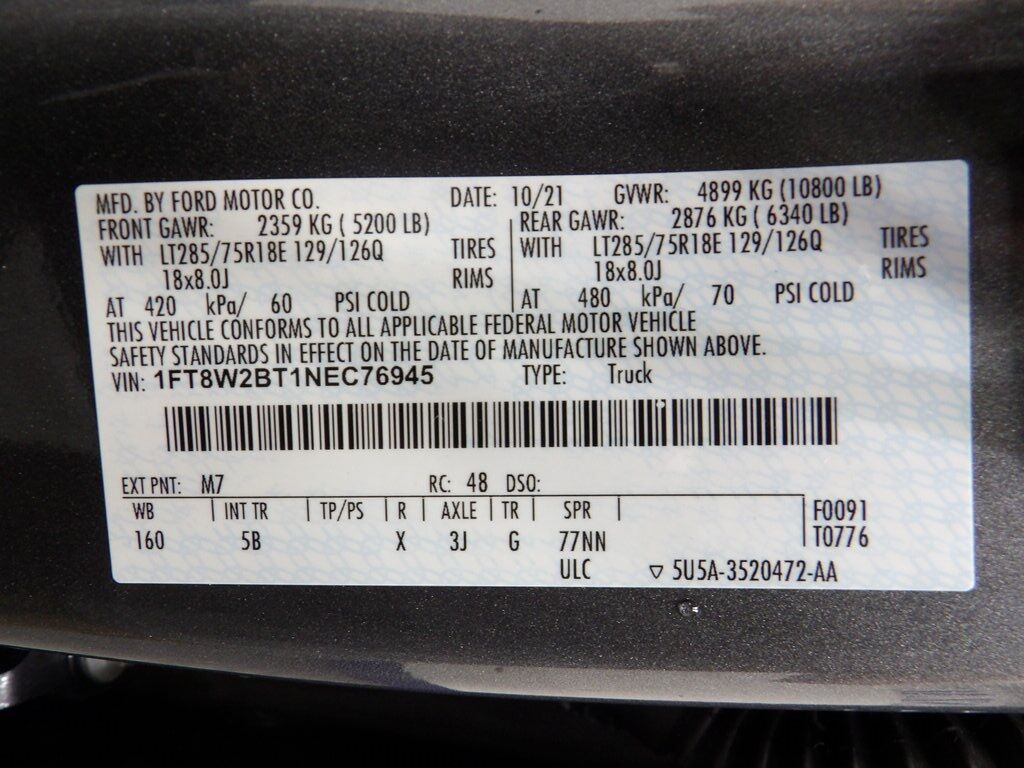 MFD. BY FORD MOTOR CO. DATE: 10/21 GVWR: 4899 KG (10800 LB)
FRONT GAWR: 2359 KG ( 5200 LB) REAR GAWR: 2876 KG ( 6340 LB)
WITH LT285/75R18E 129/126Q TIRES WITH LT285/75R18E 129/126Q TIRES
18x8.0J RIMS 18x8.0J RIMS
AT 420 kPa/ 60 PSI COLD AT 480 kPa/ 70 PSI COLD
THIS VEHICLE CONFORMS TO ALL APPLICABLE FEDERAL MOTOR VEHICLE
SAFETY STANDARDS IN EFFECT ON THE DATE OF MANUFACTURE SHOWN ABOVE.
VIN: 1FT8W2BT1NEC76945 TYPE: Truck
EXT PNT: M7 RC: 48 DSO:
WB INT TR TP/PS R AXLE TR SPR F0091
160 5B X 3J G 77NN T0776
ULC ▽ 5U5A-3520472-AA